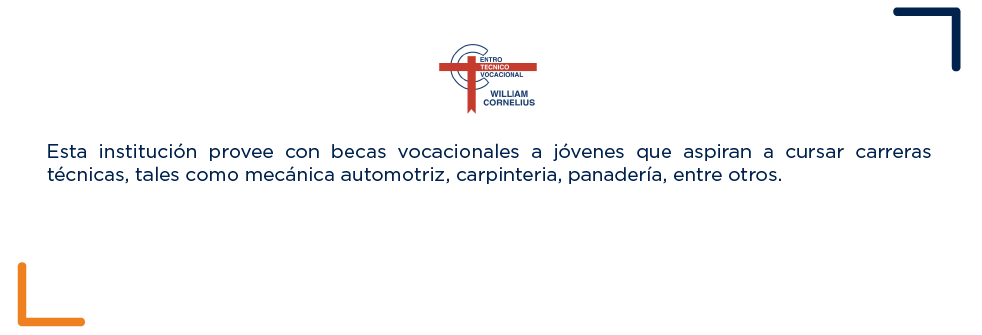 ENTRO
TECNICO
VOCACIONAL
WILLIAM
CORNELIUS
Esta institución provee con becas vocacionales a jóvenes que aspiran a cursar carreras
técnicas, tales como mecánica automotriz, carpinteria, panadería, entre otros.